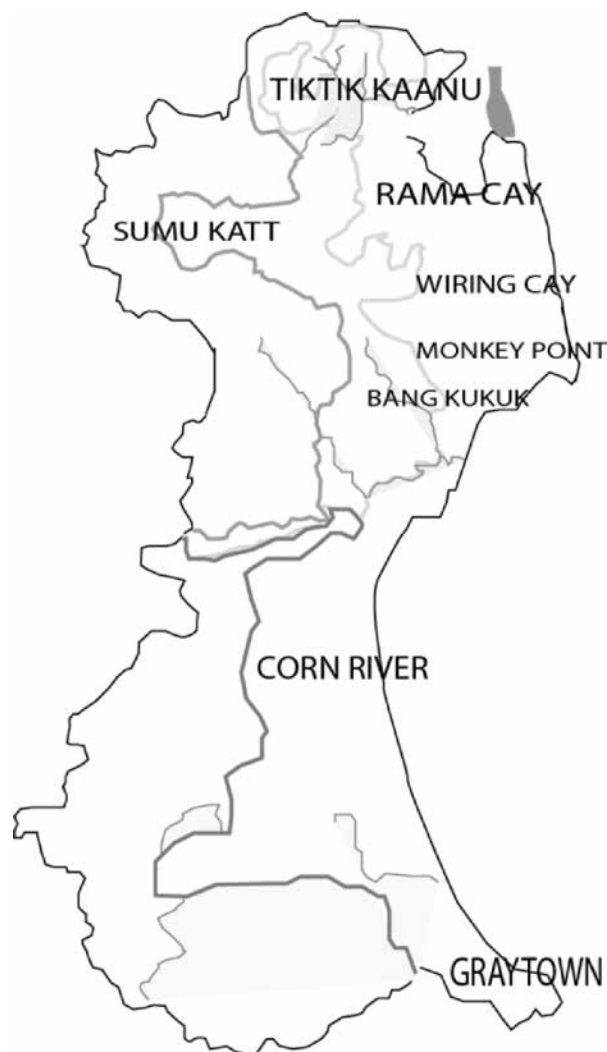 TIKTIK KAANU
RAMA CAY
SUMU KATT
WIRING CAY
MONKEY POINT
BANG KUKUK
CORN RIVER
GRAYTOWN